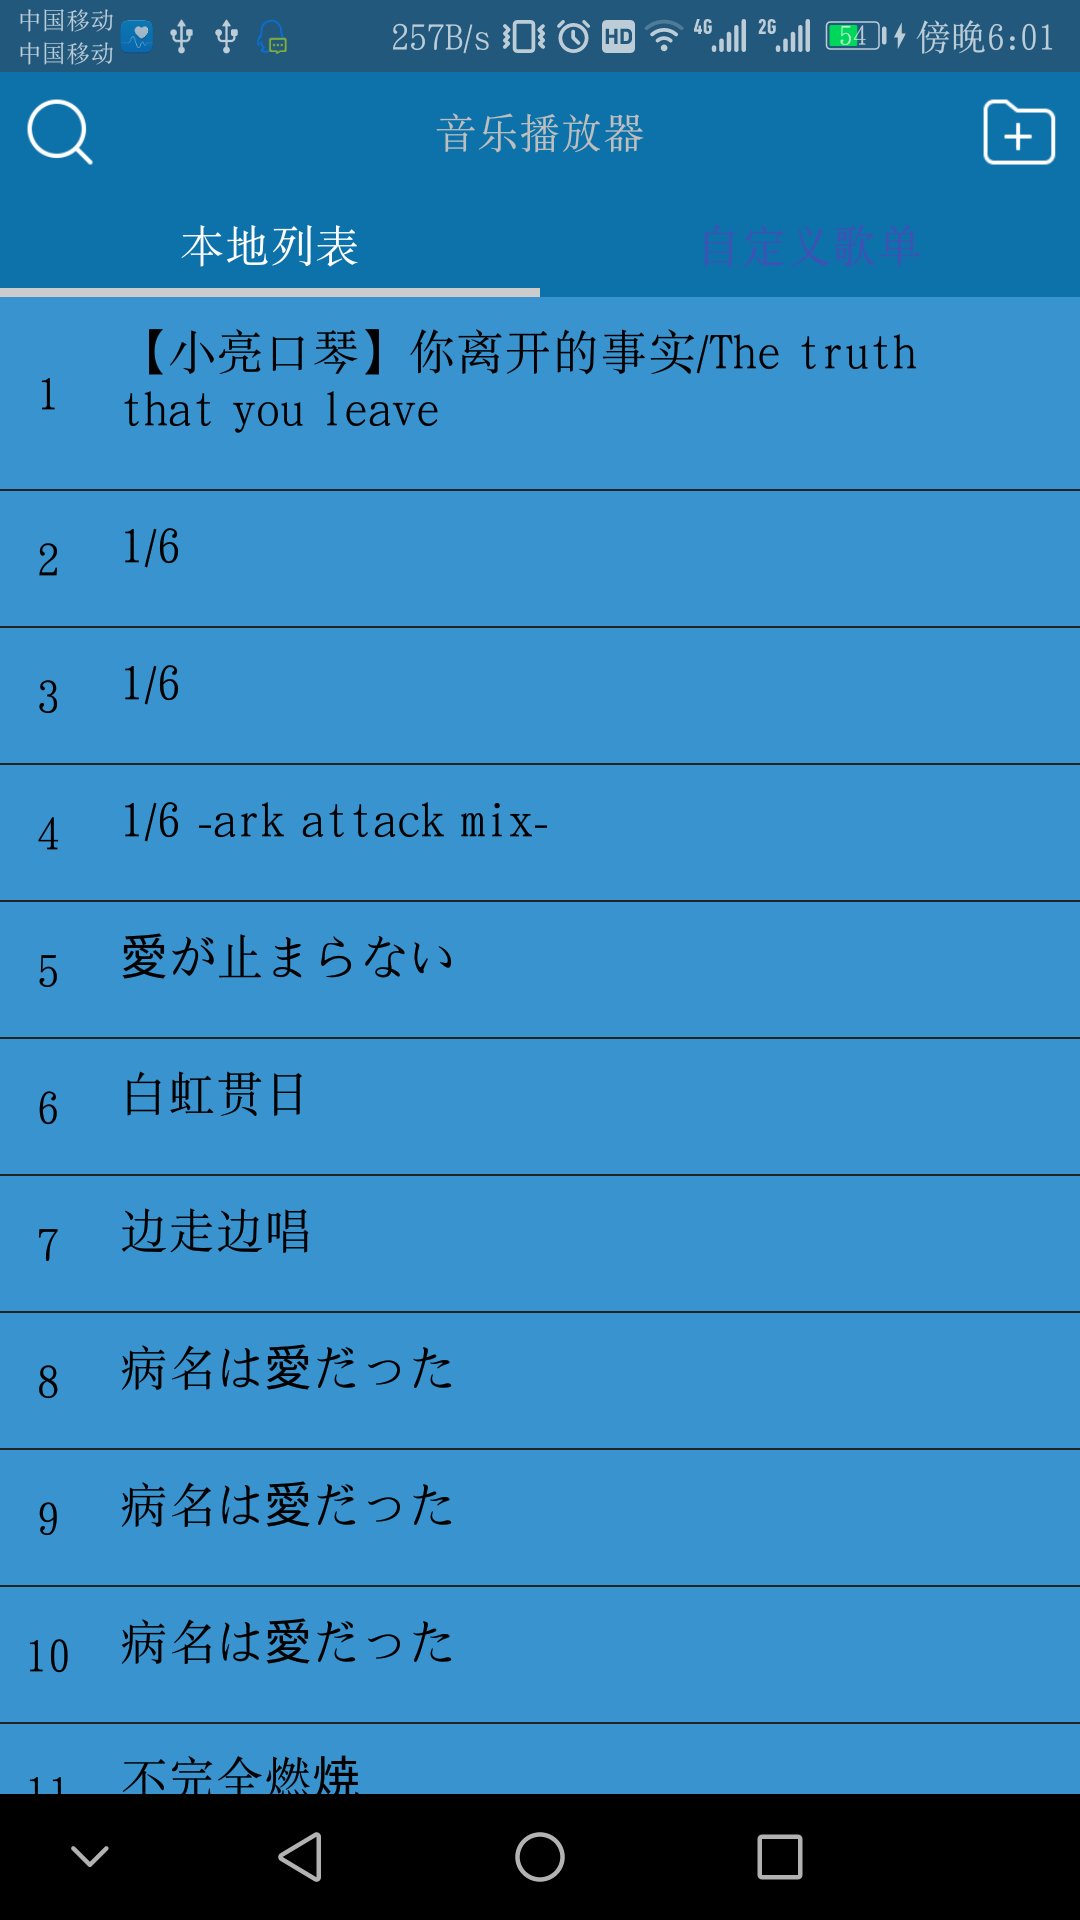 中国移动
中国移动
257B/s HD 4G 2G 54 傍晚6:01
音乐播放器
本地列表 自定义歌单
1 【小亮口琴】你离开的事实/The truth
that you leave
2 1/6
3 1/6
4 1/6 -ark attack mix-
5 愛が止まらない
6 白虹贯日
7 边走边唱
8 病名は愛だった
9 病名は愛だった
10 病名は愛だった
11 不完全燃焼